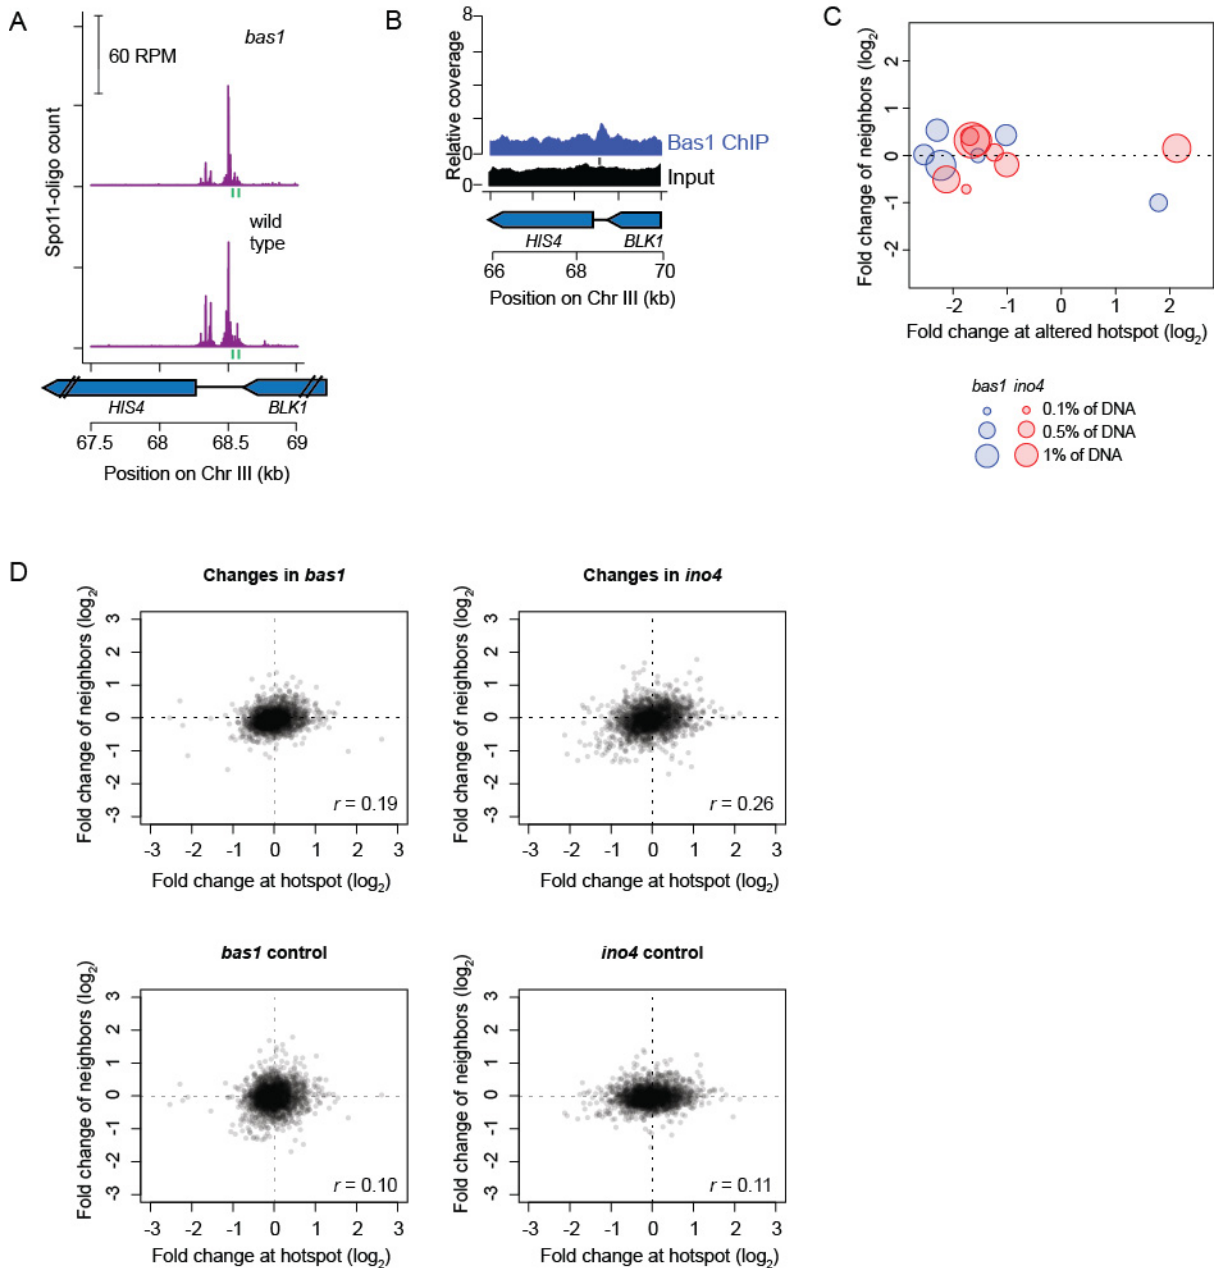 A
bas1
60 RPM
Spo11-oligo count
wild
type
HIS4
BLK1
67.5 68 68.5 69
Position on Chr III (kb)
B
8
0
0
Relative coverage
Bas1 ChIP
Input
HIS4
BLK1
66 68 70
Position on Chr III (kb)
C
Fold change of neighbors (log2)
2
1
0
-1
-2
-2 -1 0 1 2
Fold change at altered hotspot (log2)
bas1 ino4
0.1% of DNA
0.5% of DNA
1% of DNA
D
Changes in bas1
Fold change of neighbors (log2)
3
2
1
0
-1
-2
-3
r = 0.19
-3 -2 -1 0 1 2 3
Fold change at hotspot (log2)
Changes in ino4
Fold change of neighbors (log2)
3
2
1
0
-1
-2
-3
r = 0.26
-3 -2 -1 0 1 2 3
Fold change at hotspot (log2)
bas1 control
Fold change of neighbors (log2)
3
2
1
0
-1
-2
-3
r = 0.10
-3 -2 -1 0 1 2 3
Fold change at hotspot (log2)
ino4 control
Fold change of neighbors (log2)
3
2
1
0
-1
-2
-3
r = 0.11
-3 -2 -1 0 1 2 3
Fold change at hotspot (log2)